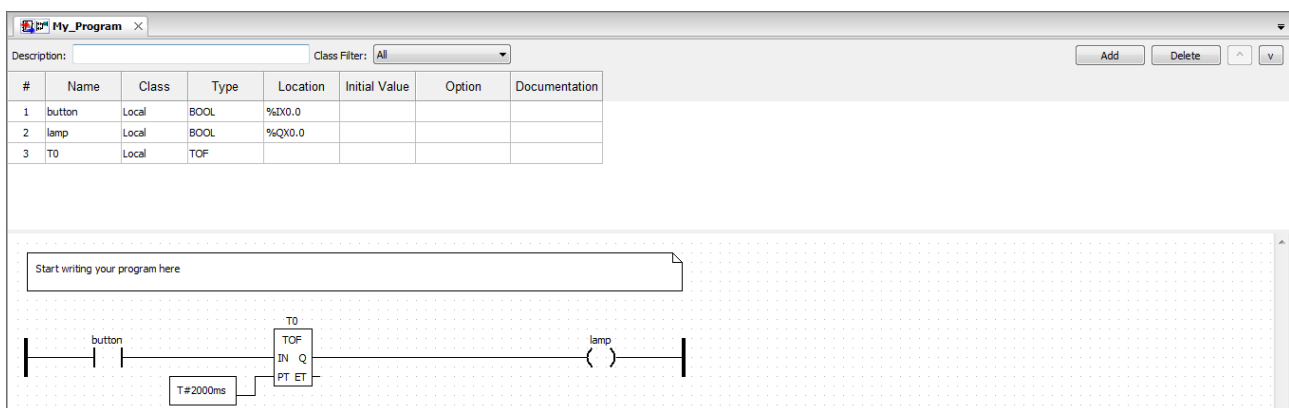 My_Program
Description: Class Filter: All Add Delete ^ v
# Name Class Type Location Initial Value Option Documentation
1 button Local BOOL %IX0.0
2 lamp Local BOOL %QX0.0
3 T0 Local TOF
Start writing your program here
T0
button TOF lamp
IN Q
PT ET
T#2000ms